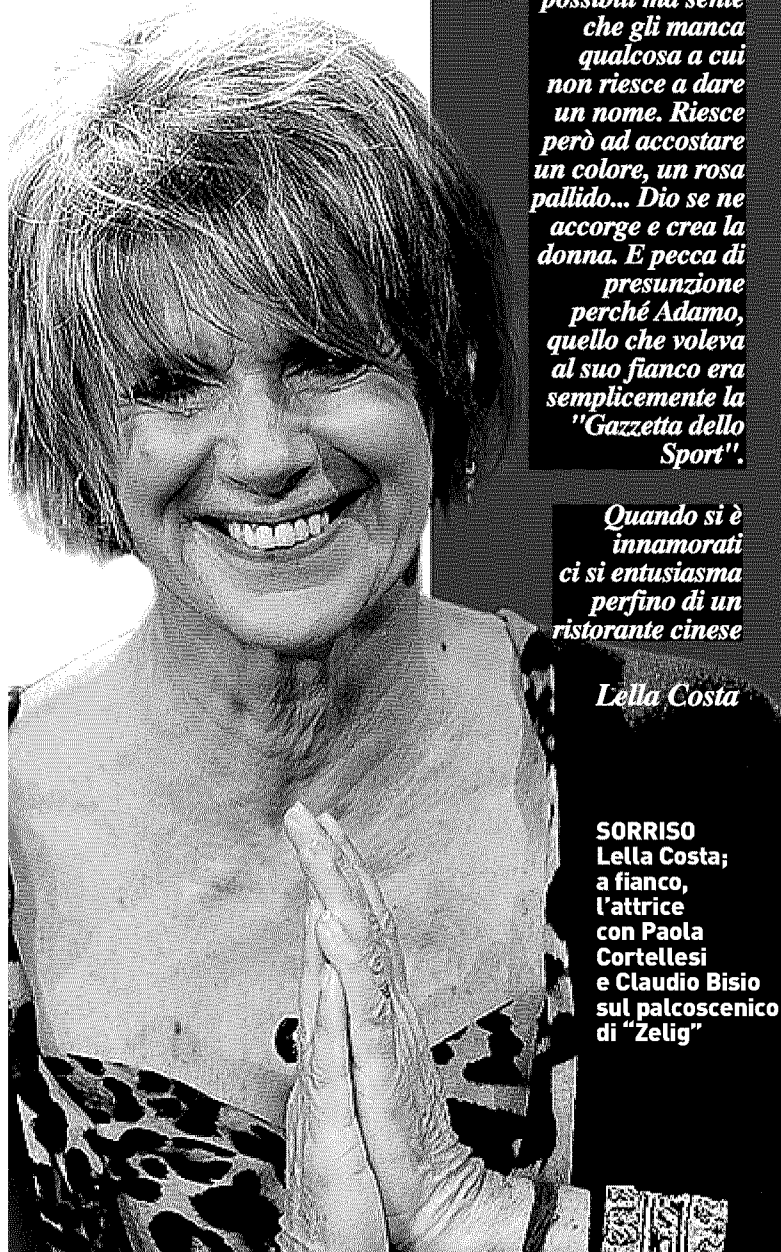 possibili ma sente
che gli manca
qualcosa a cui
non riesce a dare
un nome. Riesce
però ad accostare
un colore, un rosa
pallido... Dio se ne
accorge e crea la
donna. E pecca di
presunzione
perché Adamo,
quello che voleva
al suo fianco era
semplicemente la
"Gazzetta dello
Sport".
Quando si è
innamorati
ci si entusiasma
perfino di un
ristorante cinese
Lella Costa
SORRISO
Lella Costa;
a fianco,
l'attrice
con Paola
Cortellesi
e Claudio Bisio
sul palcoscenico
di “Zelig”